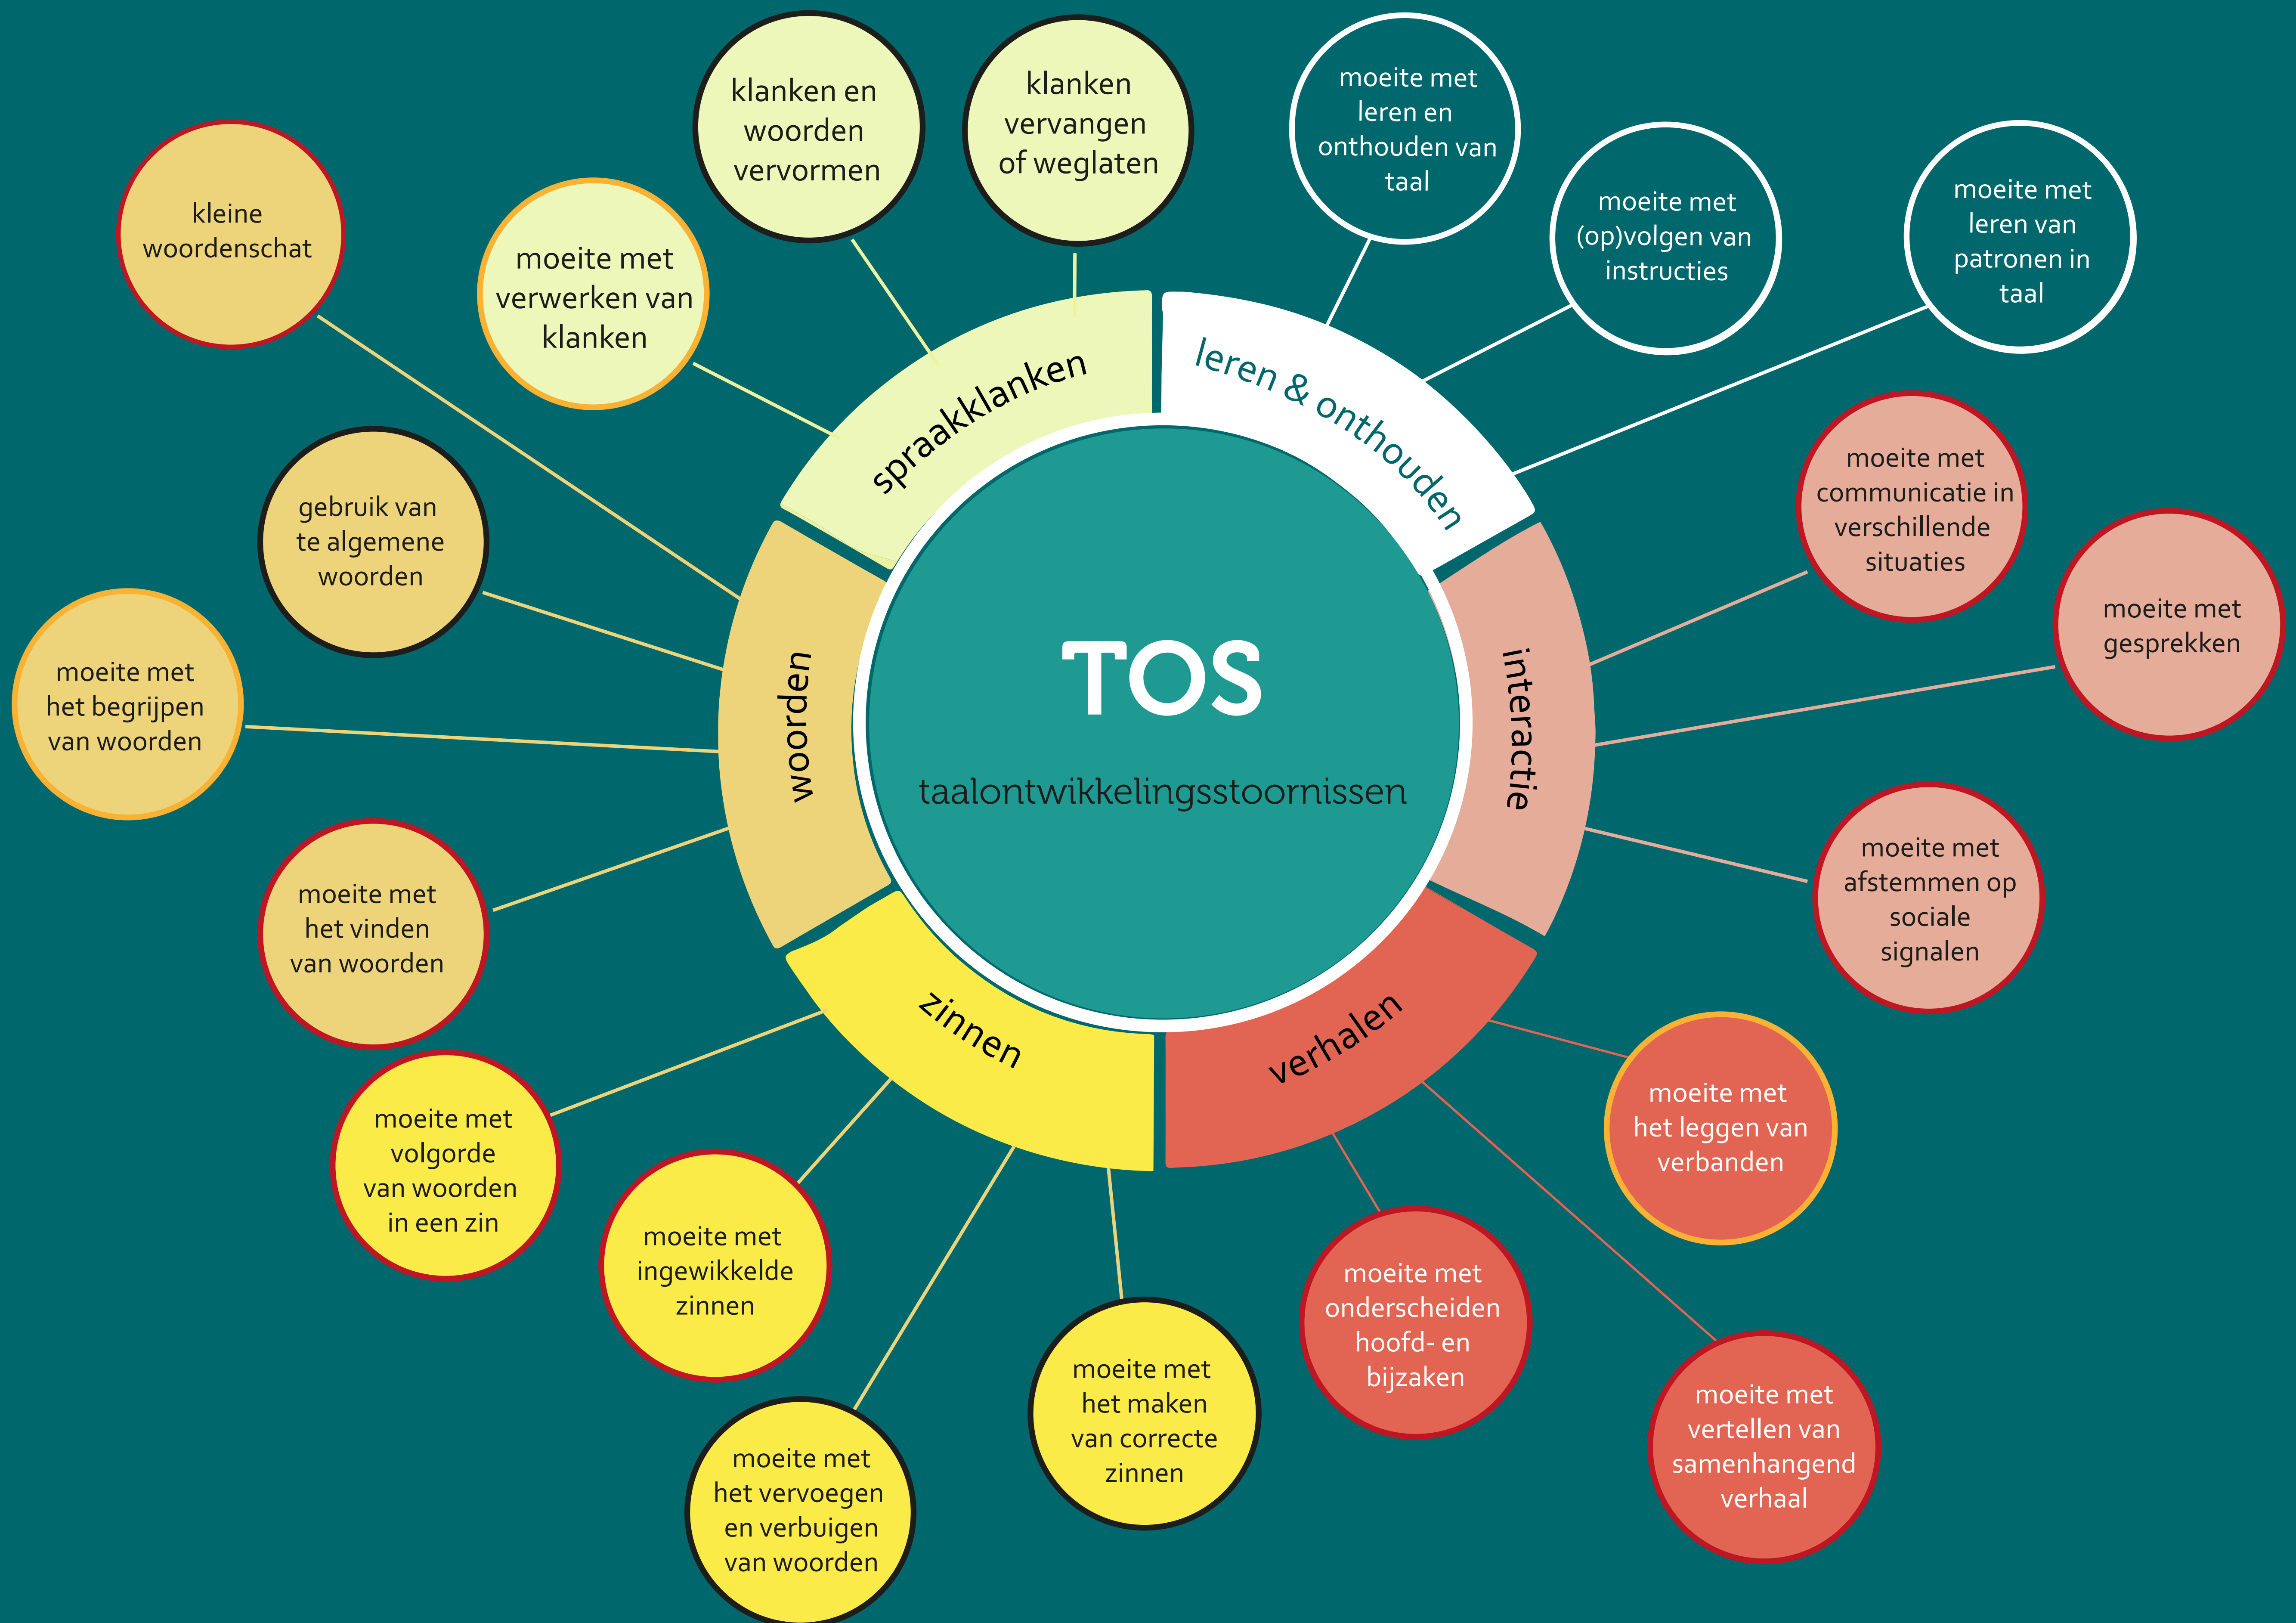 TOS
taalontwikkelingsstoornissen
spraakklanken
klanken en
woorden
vervormen
klanken
vervangen
of weglaten
moeite met
verwerken van
klanken
leren & onthouden
moeite met
leren en
onthouden van
taal
moeite met
(op)volgen van
instructies
moeite met
leren van
patronen in
taal
interactie
moeite met
communicatie in
verschillende
situaties
moeite met
gesprekken
moeite met
afstemmen op
sociale
signalen
verhalen
moeite met
het leggen van
verbanden
moeite met
vertellen van
samenhangend
verhaal
moeite met
onderscheiden
hoofd- en
bijzaken
zinnen
moeite met
het maken
van correcte
zinnen
moeite met
het vervoegen
en verbuigen
van woorden
moeite met
ingewikkelde
zinnen
moeite met
volgorde
van woorden
in een zin
woorden
moeite met
het vinden
van woorden
moeite met
het begrijpen
van woorden
gebruik van
te algemene
woorden
kleine
woordenschat